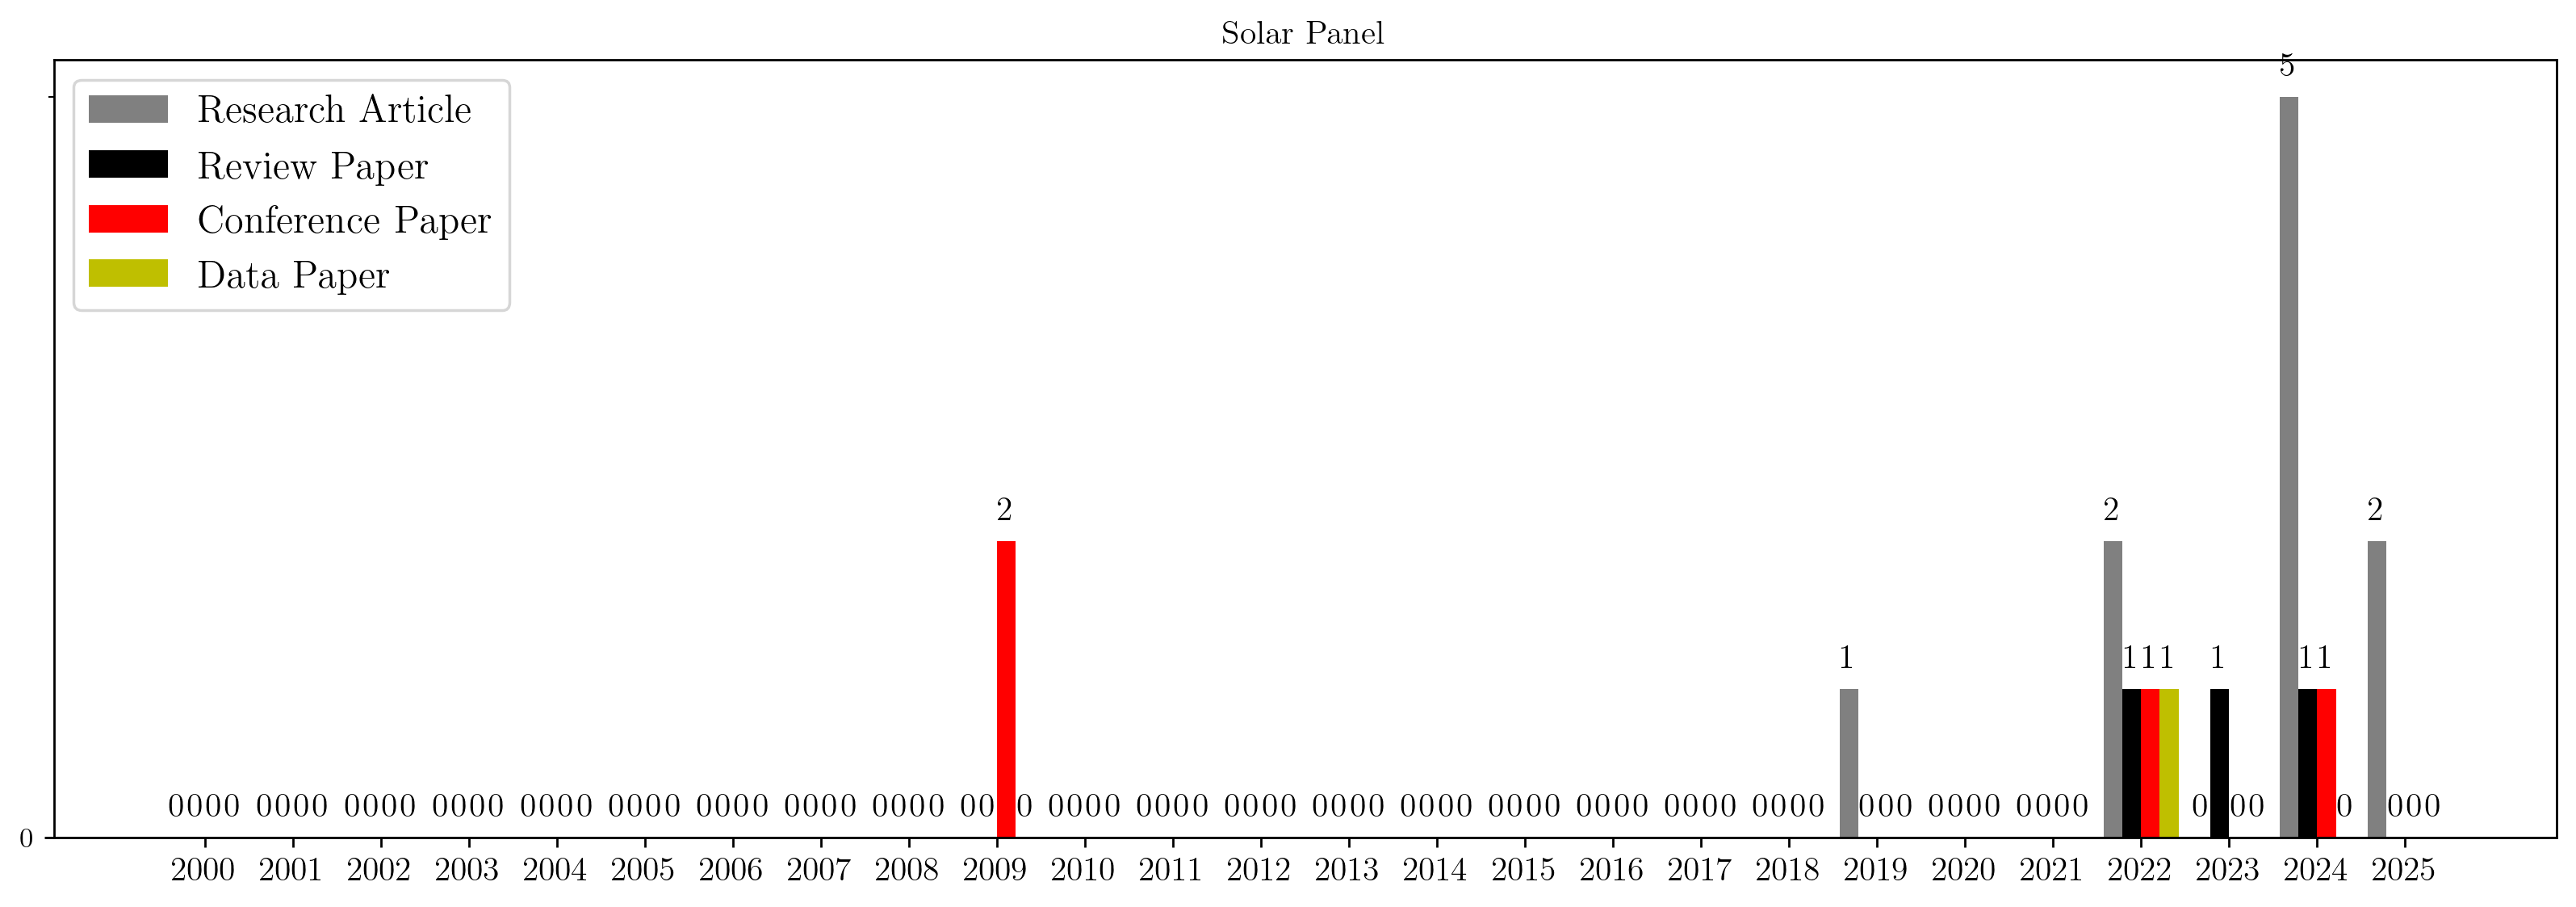 Solar Panel
5
Research Article
Review Paper
Conference Paper
Data Paper
2 2 2
1 111 1 11
0000 0000 0000 0000 0000 0000 0000 0000 0000 00 0 0000 0000 0000 0000 0000 0000 0000 0000 0000 000 0000 0000 0 00 0 000
0
2000 2001 2002 2003 2004 2005 2006 2007 2008 2009 2010 2011 2012 2013 2014 2015 2016 2017 2018 2019 2020 2021 2022 2023 2024 2025